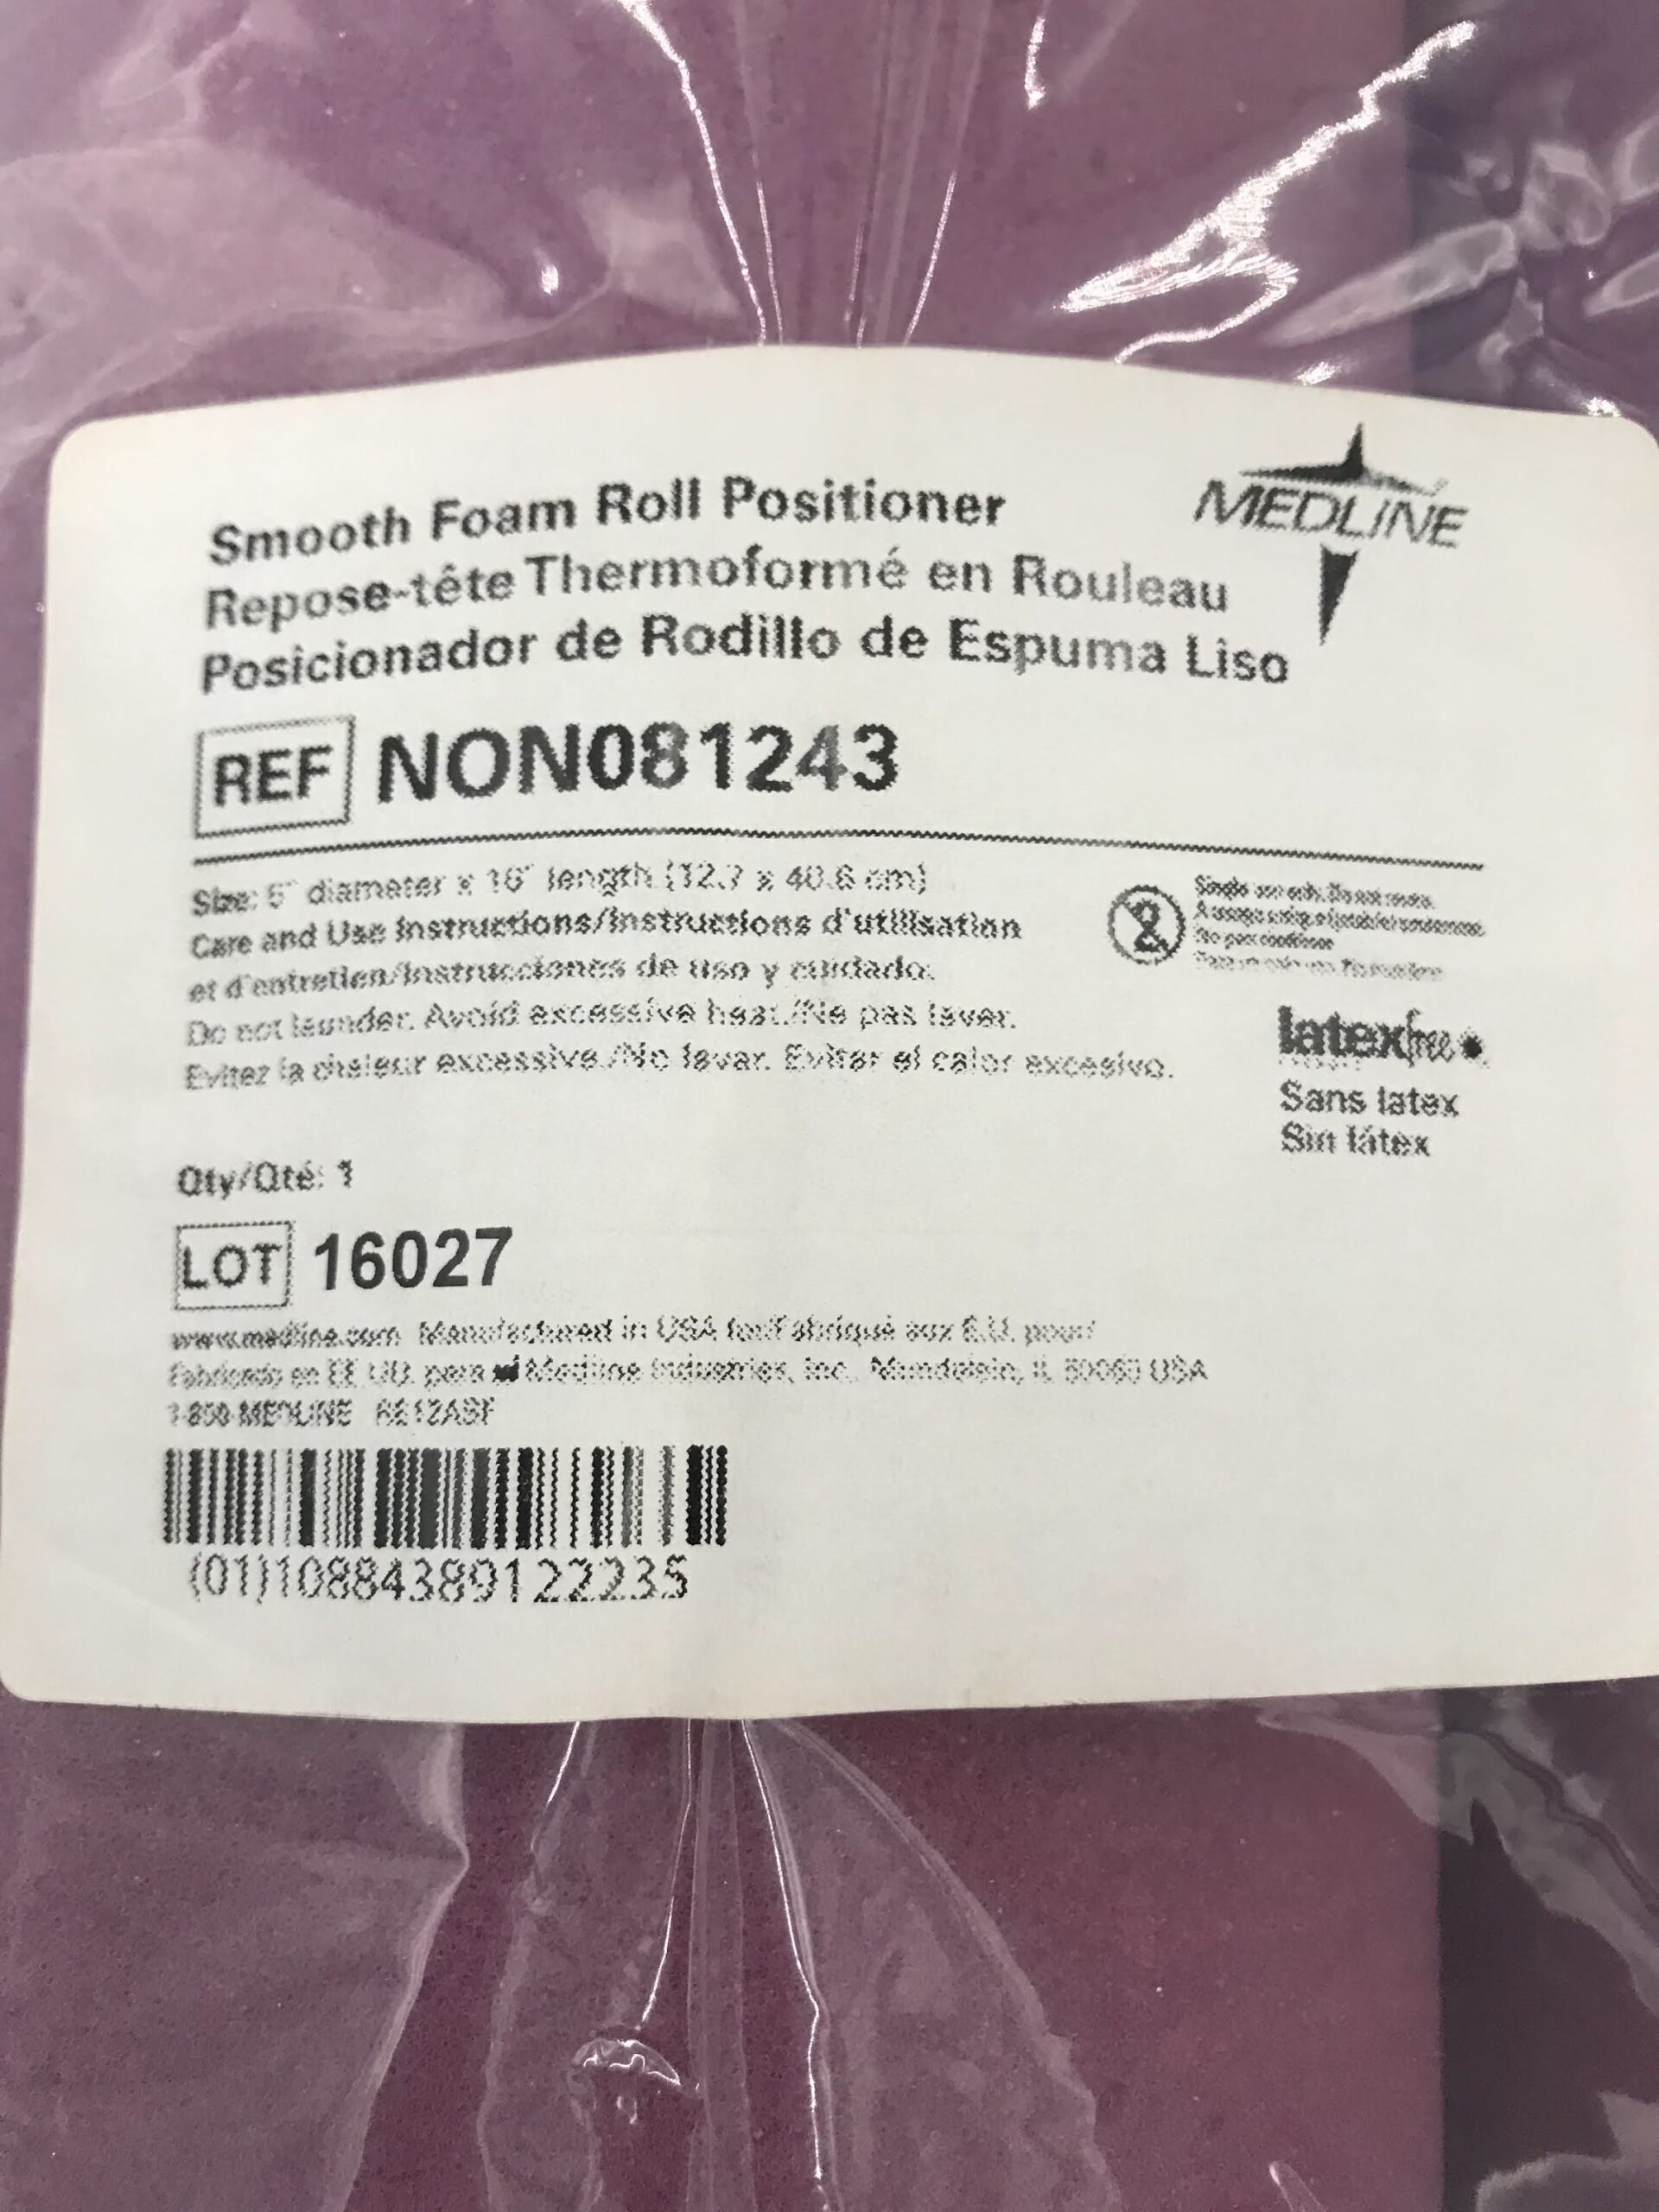 Smooth Foam Roll Positioner
MEDLINE
Repose-tête Thermoformé en Rouleau
Posicionador de Rodillo de Espuma Liso
REF NON081243
Size: 5" diameter x 16" length (12.7 x 40.6 cm)
Care and Use Instructions/Instructions d'utilisation
et d'entretien/Instrucciones de uso y cuidado:
Do not launder. Avoid excessive heat./Ne pas laver.
Evitez la chaleur excessive./No lavar. Evitar el calor excesivo.
2
latexfree
Sans latex
Sin látex
Qty/Qté: 1
LOT 16027
www.medline.com Manufactured in USA for/Fabriqué aux E.U. pour/
Fabricado en EE. UU. para Medline Industries, Inc., Mundelein, IL 60060 USA
1-800-MEDLINE
(01)10884389122235